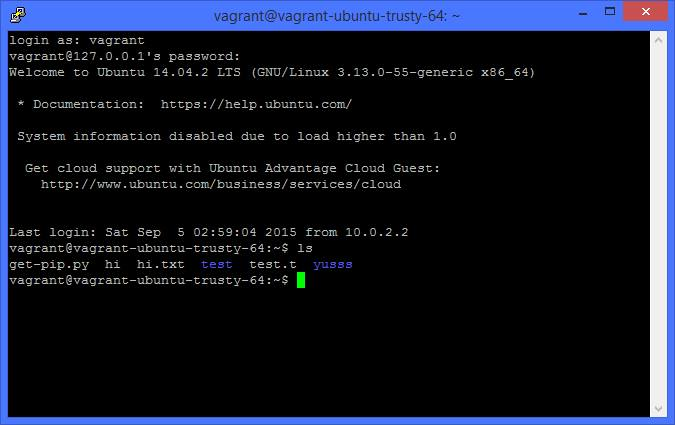 vagrant@vagrant-ubuntu-trusty-64: ~
login as: vagrant
vagrant@127.0.0.1's password:
Welcome to Ubuntu 14.04.2 LTS (GNU/Linux 3.13.0-55-generic x86_64)
* Documentation:  https://help.ubuntu.com/
System information disabled due to load higher than 1.0
Get cloud support with Ubuntu Advantage Cloud Guest:
http://www.ubuntu.com/business/services/cloud
Last login: Sat Sep  5 02:59:04 2015 from 10.0.2.2
vagrant@vagrant-ubuntu-trusty-64:~$ ls
get-pip.py  hi  hi.txt  test  test.t  yusss
vagrant@vagrant-ubuntu-trusty-64:~$